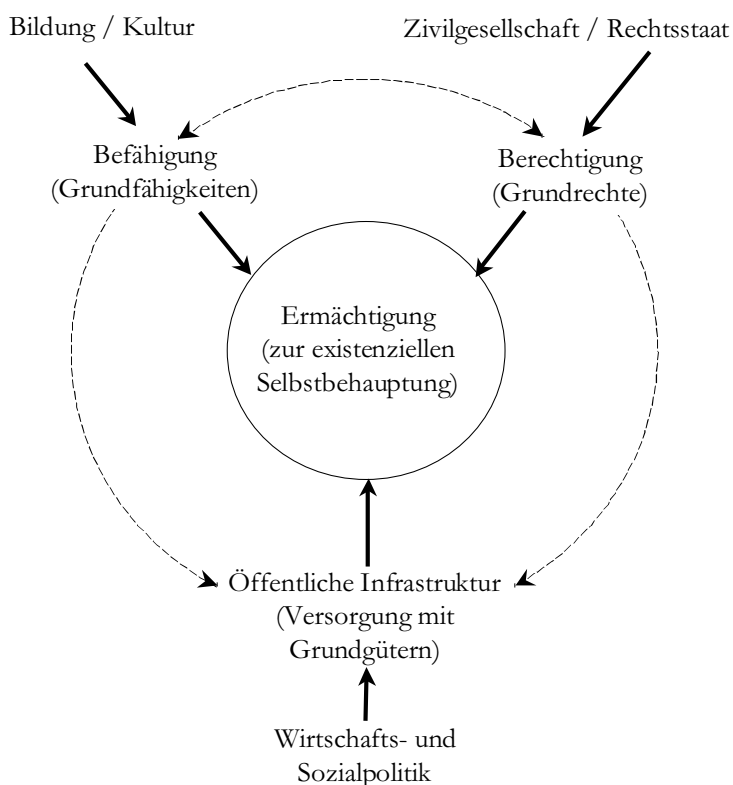 Bildung / Kultur
Zivilgesellschaft / Rechtsstaat
Befähigung
(Grundfähigkeiten)
Berechtigung
(Grundrechte)
Ermächtigung
(zur existenziellen
Selbstbehauptung)
Öffentliche Infrastruktur
(Versorgung mit
Grundgütern)
Wirtschafts- und
Sozialpolitik